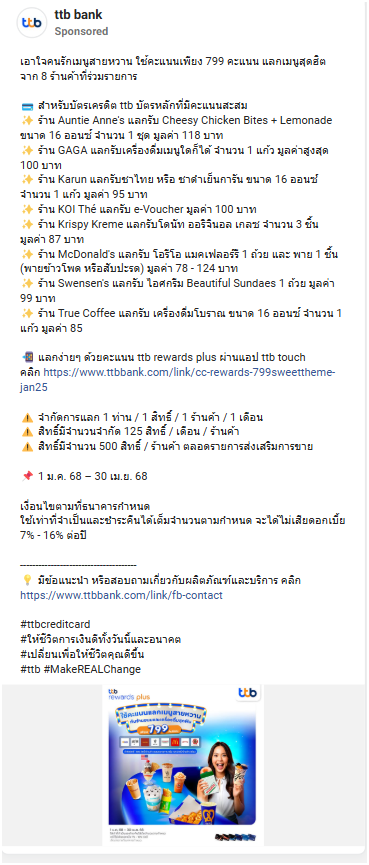 ttb bank
Sponsored
เอาใจคนรักเมนูสายหวาน ใช้คะแนนเพียง 799 คะแนน แลกเมนูสุดฮิต
จาก 8 ร้านค้าที่ร่วมรายการ
💳 สำหรับบัตรเครดิต ttb บัตรหลักที่มีคะแนนสะสม
✨ ร้าน Auntie Anne's แลกรับ Cheesy Chicken Bites + Lemonade
ขนาด 16 ออนซ์ จำนวน 1 ชุด มูลค่า 118 บาท
✨ ร้าน GAGA แลกรับเครื่องดื่มเมนูใดก็ได้ จำนวน 1 แก้ว มูลค่าสูงสุด
100 บาท
✨ ร้าน Karun แลกรับชาไทย หรือ ชาดำเย็นการัน ขนาด 16 ออนซ์
จำนวน 1 แก้ว มูลค่า 95 บาท
✨ ร้าน KOI Thé แลกรับ e-Voucher มูลค่า 100 บาท
✨ ร้าน Krispy Kreme แลกรับโดนัท ออริจินอล เกลซ จำนวน 3 ชิ้น
มูลค่า 87 บาท
✨ ร้าน McDonald's แลกรับ โอรีโอ แมคเฟลอร์รี 1 ถ้วย และ พาย 1 ชิ้น
(พายข้าวโพด หรือสับปะรด) มูลค่า 78 - 124 บาท
✨ ร้าน Swensen's แลกรับ ไอศกรีม Beautiful Sundaes 1 ถ้วย มูลค่า
99 บาท
✨ ร้าน True Coffee แลกรับ เครื่องดื่มโบราณ ขนาด 16 ออนซ์ จำนวน 1
แก้ว มูลค่า 85
📲 แลกง่ายๆ ด้วยคะแนน ttb rewards plus ผ่านแอป ttb touch
คลิก https://www.ttbbank.com/link/cc-rewards-799sweettheme-
jan25
⚠️ จำกัดการแลก 1 ท่าน / 1 สิทธิ์ / 1 ร้านค้า / 1 เดือน
⚠️ สิทธิ์มีจำนวนจำกัด 125 สิทธิ์ / เดือน / ร้านค้า
⚠️ สิทธิ์มีจำนวน 500 สิทธิ์ / ร้านค้า ตลอดรายการส่งเสริมการขาย
📌 1 ม.ค. 68 – 30 เม.ย. 68
เงื่อนไขตามที่ธนาคารกำหนด
ใช้เท่าที่จำเป็นและชำระคืนได้เต็มจำนวนตามกำหนด จะได้ไม่เสียดอกเบี้ย
7% - 16% ต่อปี
--------------------------------------
💡 มีข้อแนะนำ หรือสอบถามเกี่ยวกับผลิตภัณฑ์และบริการ คลิก
https://www.ttbbank.com/link/fb-contact
#ttbcreditcard
#ให้ชีวิตการเงินดีทั้งวันนี้และอนาคต
#เปลี่ยนเพื่อให้ชีวิตคุณดีขึ้น
#ttb #MakeREALChange
ttb
rewards plus
ttb
ใช้คะแนนแลกเมนูสายหวาน
799